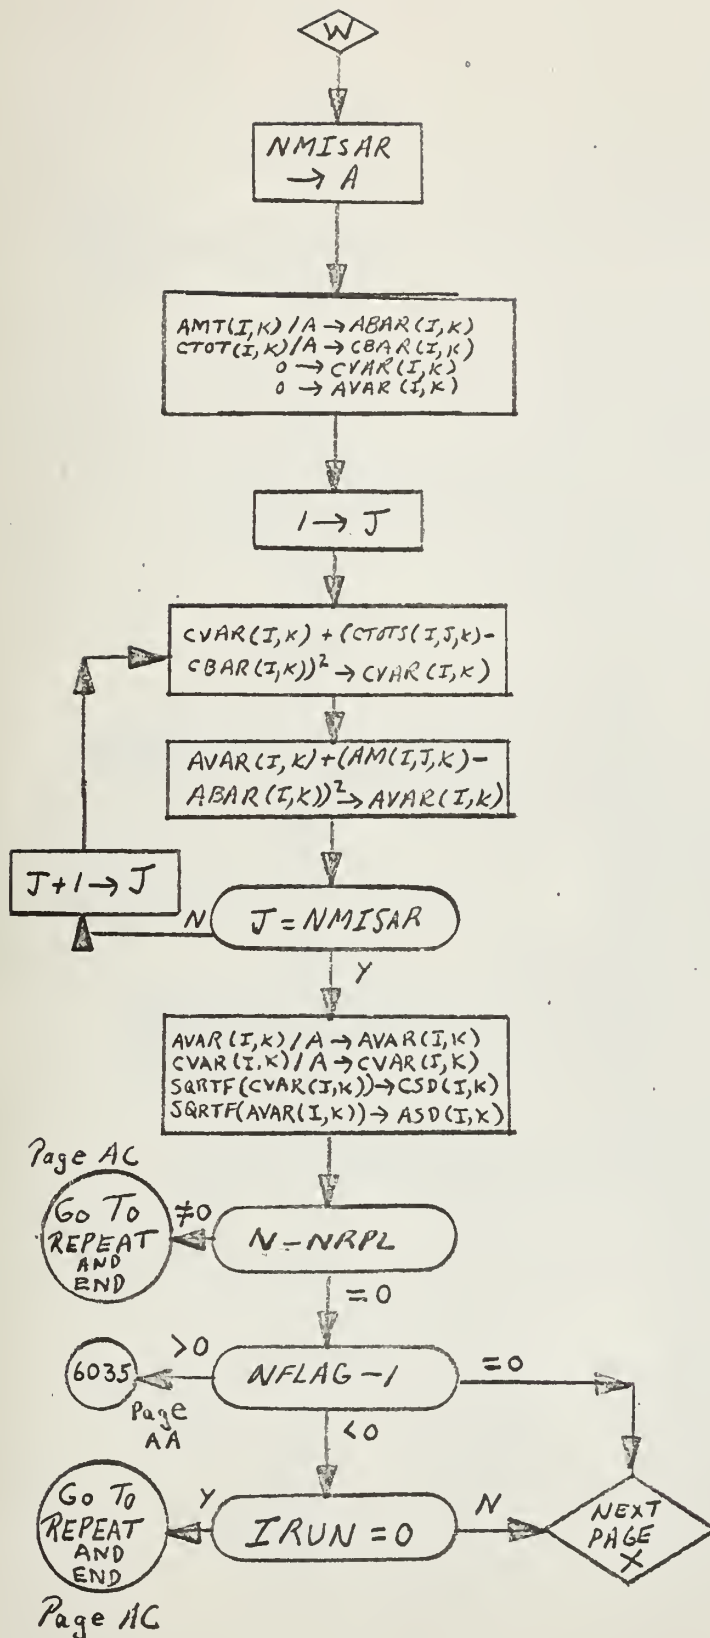 W
NMISAR
→ A
AMT(I,K)/A → ABAR(I,K)
CTOT(I,K)/A → CBAR(I,K)
0 → CVAR(I,K)
0 → AVAR(I,K)
1 → J
CVAR(I,K) + (CTOTS(I,J,K)-
CBAR(I,K))² → CVAR(I,K)
AVAR(I,K)+(AM(I,J,K)-
ABAR(I,K))² → AVAR(I,K)
J+1 → J
N
J = NMISAR
Y
AVAR(I,K)/A → AVAR(I,K)
CVAR(I,K)/A → CVAR(I,K)
SQRTF(CVAR(I,K)) → CSD(I,K)
SQRTF(AVAR(I,K)) → ASD(I,K)
Page AC
GO TO
REPEAT
AND
END
≠0
N-NRPL
=0
6035
>0
Page
AA
NFLAG-1
=0
<0
GO TO
REPEAT
AND
END
Y
IRUN=0
N
NEXT
PAGE
X
Page AC